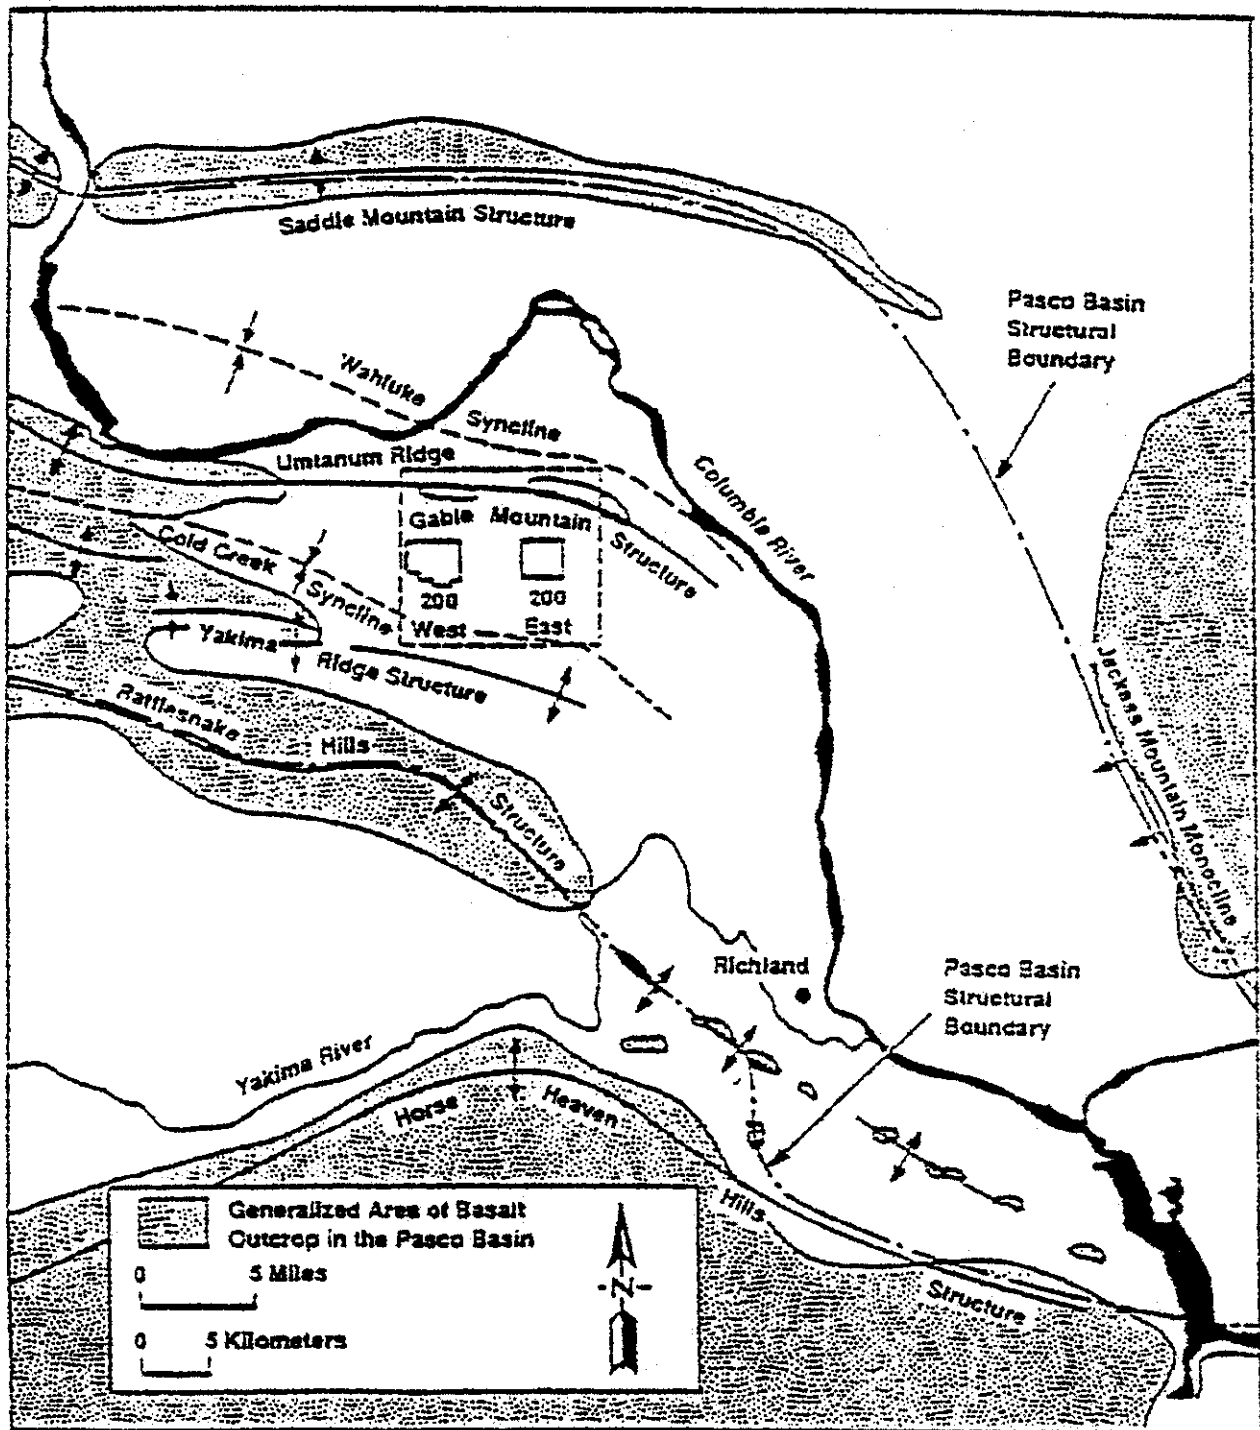 Saddle Mountain Structure
Pasco Basin
Structural
Boundary
Wahluke
Syncline
Umtanum Ridge
Columbia River
Gable Mountain
Structure
Cold Creek
Syncline
200
West
200
East
Yakima
Ridge Structure
Rattlesnake
Hills
Structure
Jackass Mountain Monocline
Richland
Pasco Basin
Structural
Boundary
Yakima River
Horse
Heaven
Hills
Structure
Generalized Area of Basalt
Outcrop in the Pasco Basin
0 5 Miles
0 5 Kilometers
N